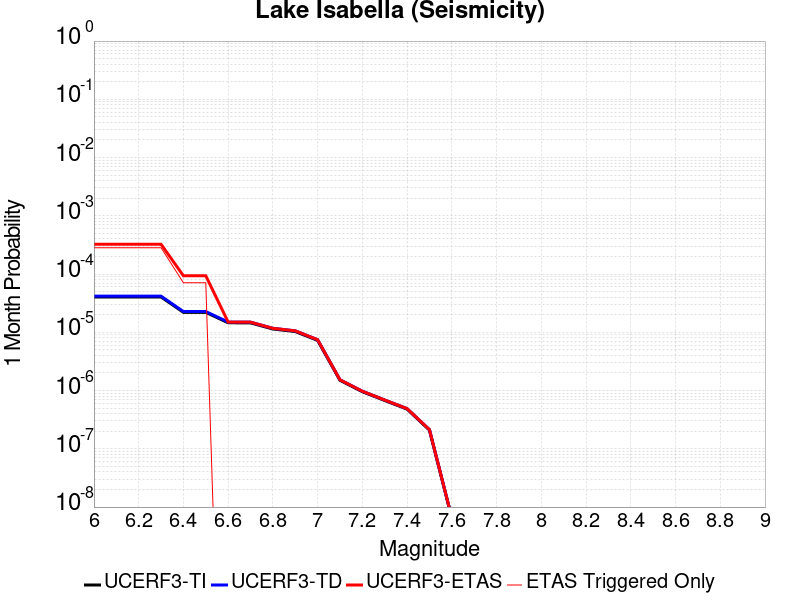 Lake Isabella (Seismicity)
10^0
10^-1
10^-2
10^-3
10^-4
10^-5
10^-6
10^-7
10^-8
1 Month Probability
6 6.2 6.4 6.6 6.8 7 7.2 7.4 7.6 7.8 8 8.2 8.4 8.6 8.8 9
Magnitude
UCERF3-TI UCERF3-TD UCERF3-ETAS ETAS Triggered Only